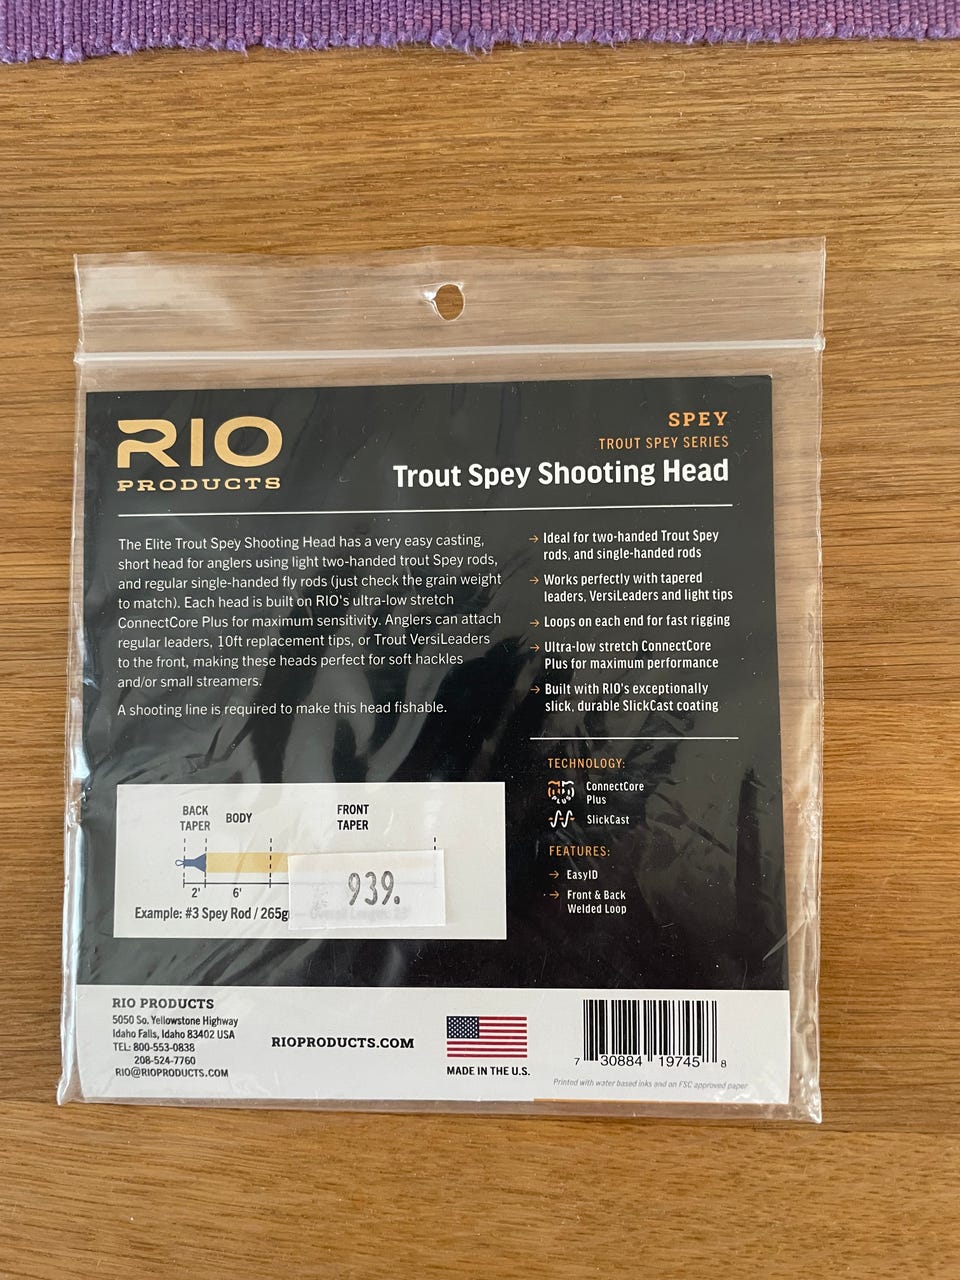 RIO
PRODUCTS
SPEY
TROUT SPEY SERIES
Trout Spey Shooting Head
The Elite Trout Spey Shooting Head has a very easy casting,
short head for anglers using light two-handed trout Spey rods,
and regular single-handed fly rods (just check the grain weight
to match). Each head is built on RIO's ultra-low stretch
ConnectCore Plus for maximum sensitivity. Anglers can attach
regular leaders, 10ft replacement tips, or Trout VersiLeaders
to the front, making these heads perfect for soft hackles
and/or small streamers.
A shooting line is required to make this head fishable.
→ Ideal for two-handed Trout Spey
rods, and single-handed rods
→ Works perfectly with tapered
leaders, VersiLeaders and light tips
→ Loops on each end for fast rigging
→ Ultra-low stretch ConnectCore
Plus for maximum performance
→ Built with RIO's exceptionally
slick, durable SlickCast coating
TECHNOLOGY:
PLUS
ConnectCore
Plus
SlickCast
FEATURES:
→ EasyID
→ Front & Back
Welded Loop
BACK
TAPER
BODY
FRONT
TAPER
2'
6'
939.
Example: #3 Spey Rod / 265g
RIO PRODUCTS
5050 So. Yellowstone Highway
Idaho Falls, Idaho 83402 USA
TEL: 800-553-0838
208-524-7760
RIO@RIOPRODUCTS.COM
RIOPRODUCTS.COM
MADE IN THE U.S.
7 30884 19745 8
Printed with water based inks and on FSC approved paper